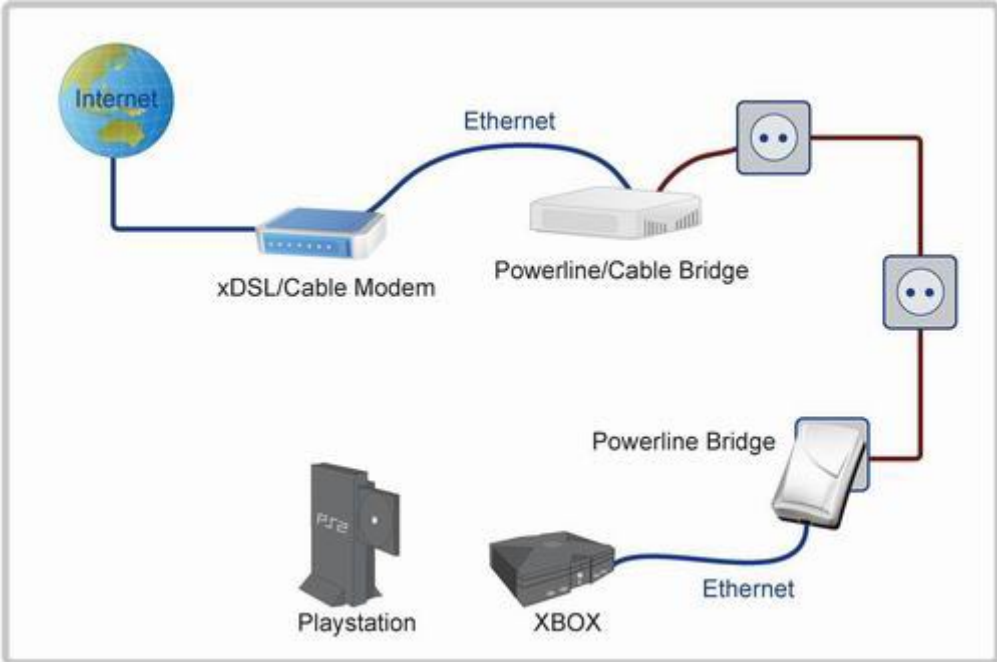 Internet
Ethernet
xDSL/Cable Modem
Powerline/Cable Bridge
Powerline Bridge
PS2
Ethernet
Playstation
XBOX